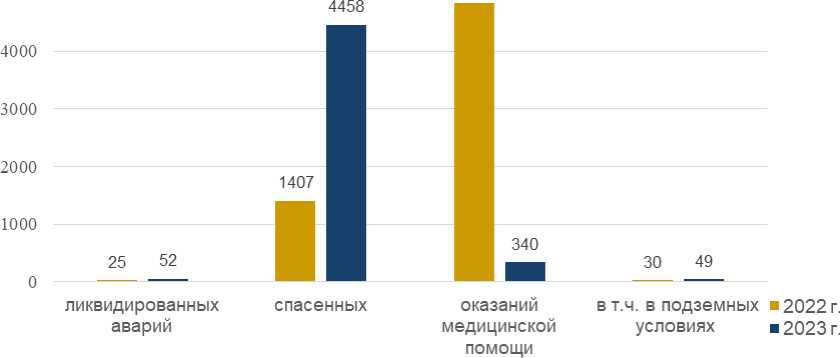 4458
4000
3000
2000
1407
1000
340
25
52
30
49
0
ликвидированных
аварий
спасенных
оказаний
медицинской
помощи
в т.ч. в подземных
условиях
2022 г.
2023 г.